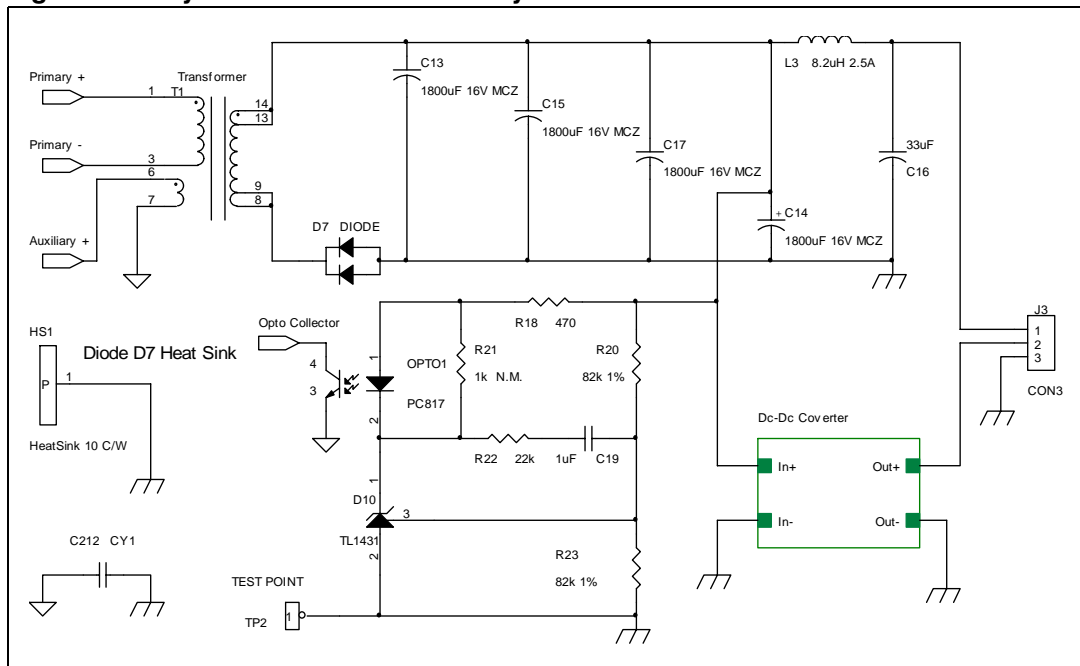 L3 8.2uH 2.5A
C13
1800uF 16V MCZ
C15
1800uF 16V MCZ
C17
1800uF 16V MCZ
33uF
C16
+ C14
1800uF 16V MCZ
Primary +
1
T1
Transformer
14
13
Primary -
3
6
9
7
8
Auxiliary +
D7 DIODE
HS1
Diode D7 Heat Sink
P
1
HeatSink 10 C/W
Opto Collector
4
3
1
OPTO1
PC817
2
R18 470
R21
1k N.M.
R20
82k 1%
R22 22k
1uF C19
1
D10
3
TL1431
2
R23
82k 1%
C212 CY1
TEST POINT
1
TP2
J3
1
2
3
CON3
Dc-Dc Coverter
In+
Out+
In-
Out-